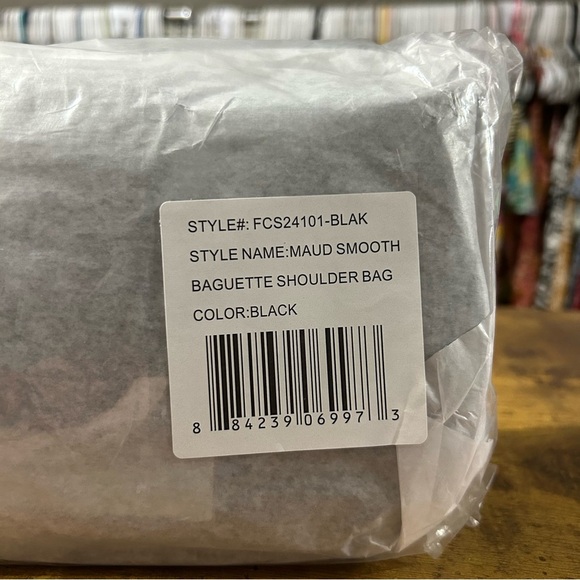 STYLE#: FCS24101-BLAK
STYLE NAME:MAUD SMOOTH
BAGUETTE SHOULDER BAG
COLOR:BLACK
8 84239 06997 3